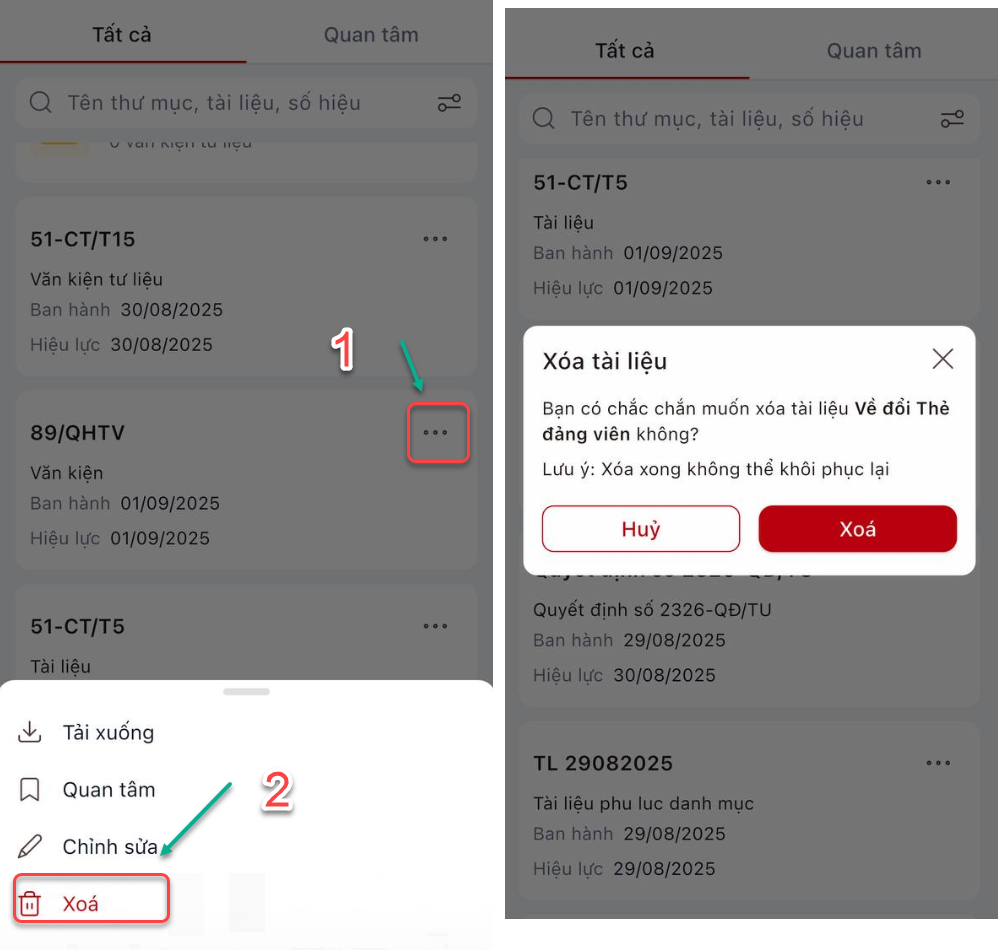 Tất cả
Quan tâm
Tên thư mục, tài liệu, số hiệu
0 văn kiện tư liệu
51-CT/T15
Văn kiện tư liệu
Ban hành 30/08/2025
Hiệu lực 30/08/2025
1
89/QHTV
Văn kiện
Ban hành 01/09/2025
Hiệu lực 01/09/2025
51-CT/T5
Tài liệu
Tải xuống
Quan tâm
2
Chỉnh sửa
Xoá
Tất cả
Quan tâm
Tên thư mục, tài liệu, số hiệu
51-CT/T5
Tài liệu
Ban hành 01/09/2025
Hiệu lực 01/09/2025
Xóa tài liệu
Bạn có chắc chắn muốn xóa tài liệu Về đổi Thẻ
đảng viên không?
Lưu ý: Xóa xong không thể khôi phục lại
Huỷ
Xoá
Quyết định số 2326-QĐ/TU
Quyết định số 2326-QĐ/TU
Ban hành 29/08/2025
Hiệu lực 30/08/2025
TL 29082025
Tài liệu phu luc danh mục
Ban hành 29/08/2025
Hiệu lực 29/08/2025